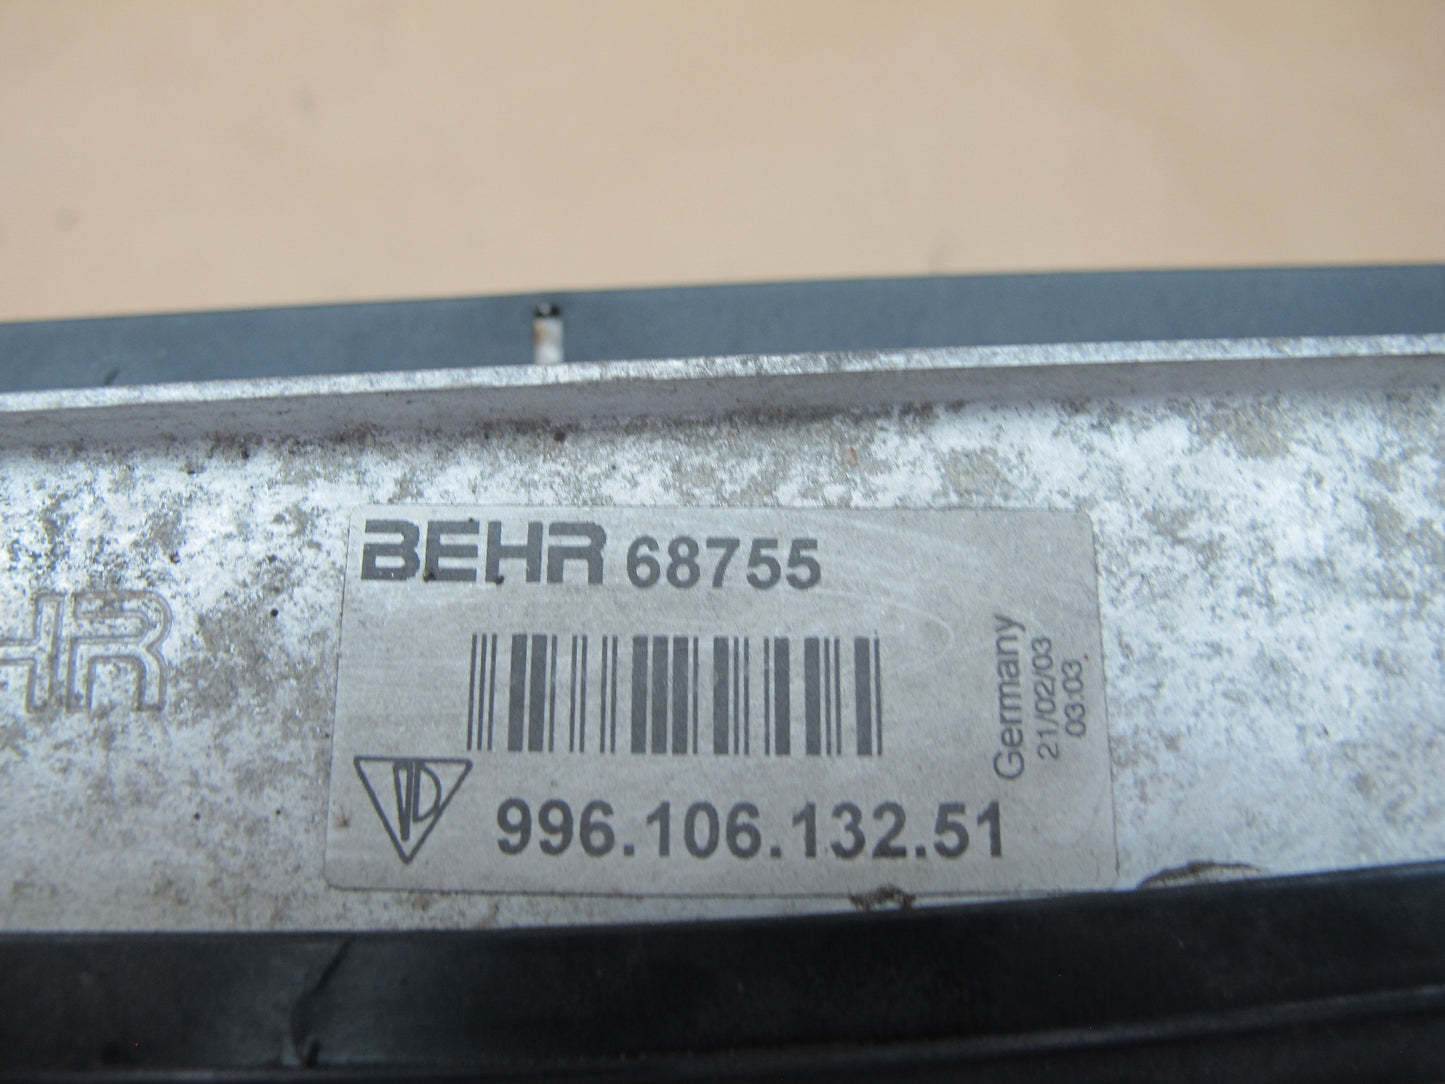 BEHR 68755
Germany
21/02/03
03:03
996.106.132.51
HR